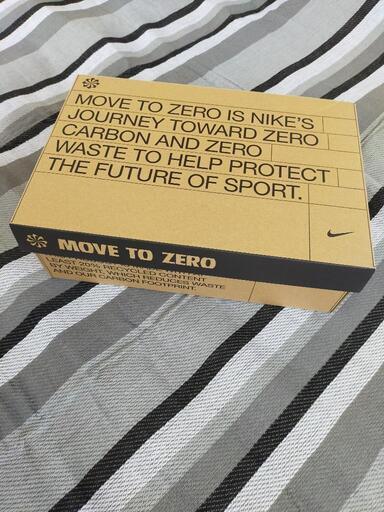 MOVE TO ZERO IS NIKE'S
JOURNEY TOWARD ZERO
CARBON AND ZERO
WASTE TO HELP PROTECT
THE FUTURE OF SPORT.
MOVE TO ZERO
LEAST 20% RECYCLED CONTENT
BY WEIGHT, WHICH REDUCES WASTE
AND OUR CARBON FOOTPRINT.